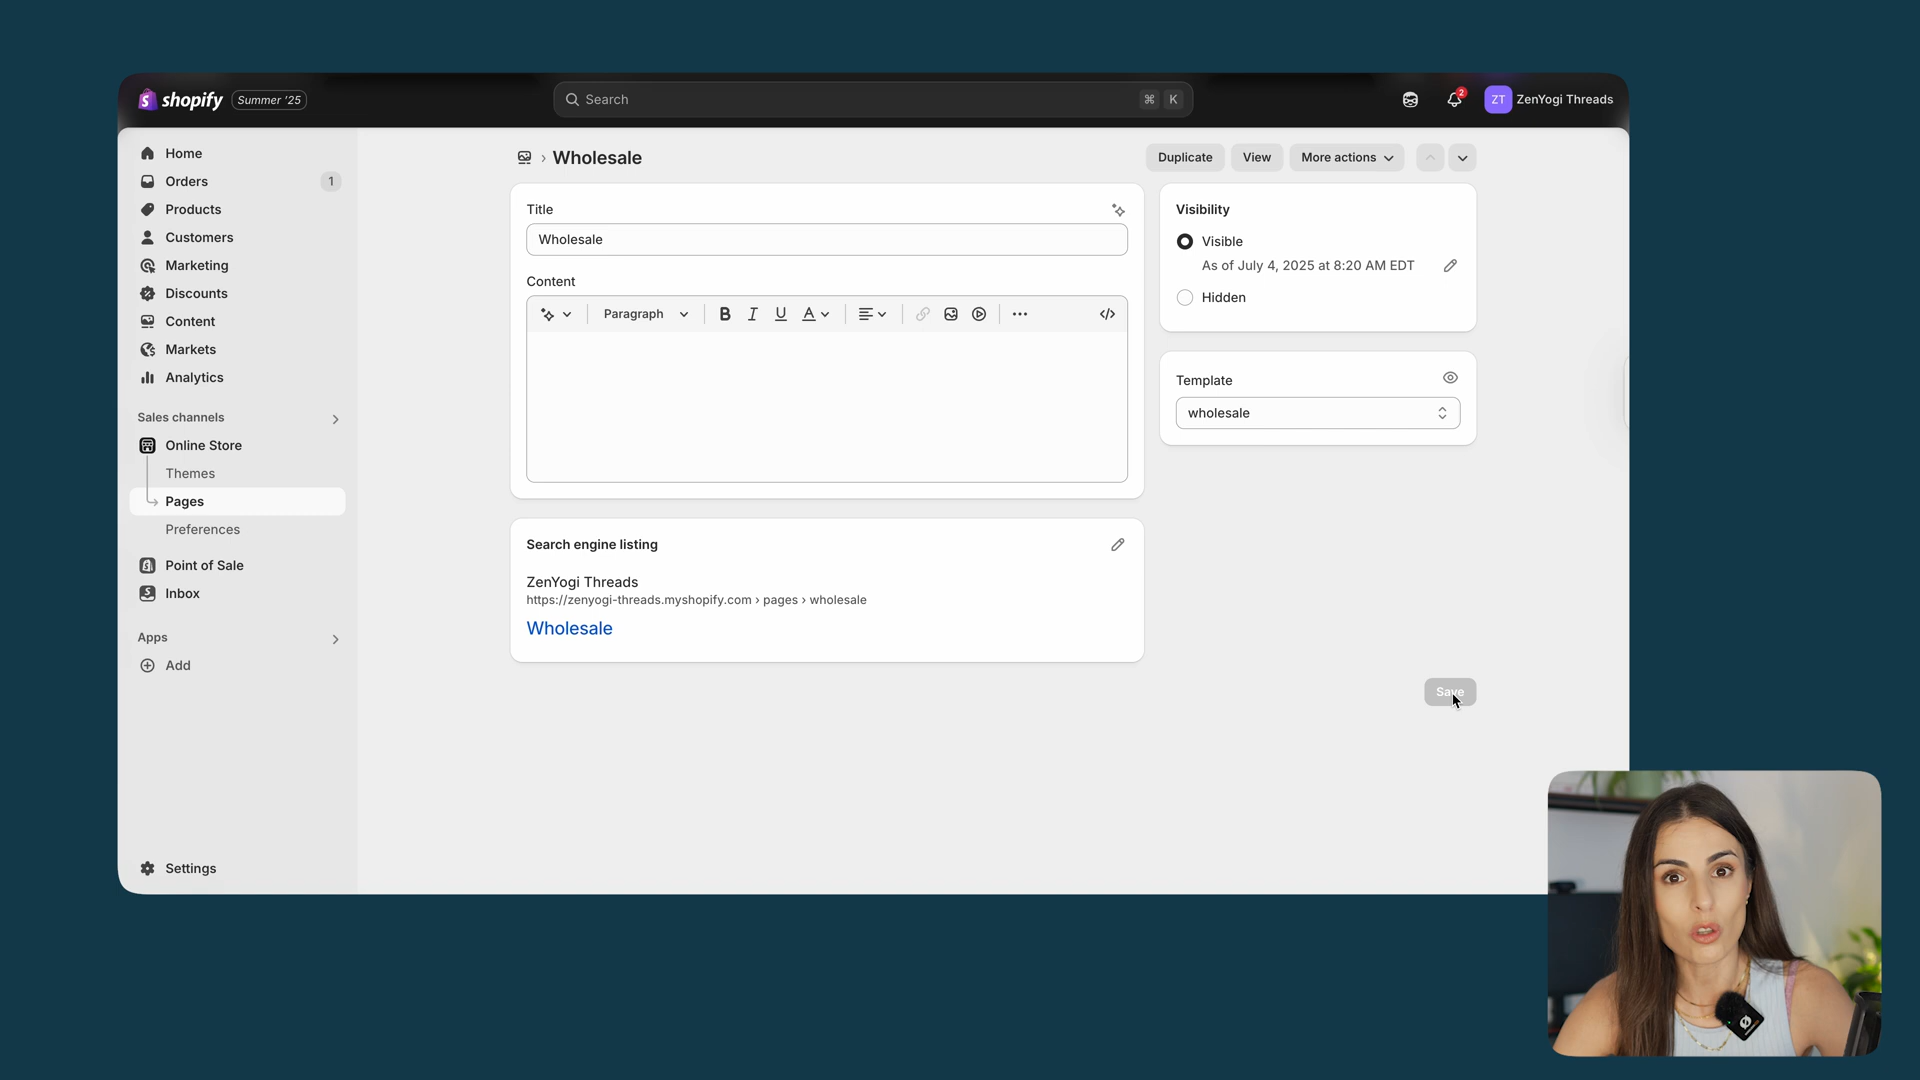 shopify Summer '25
Search ⌘ K
2
ZT ZenYogi Threads
Home
Orders 1
Products
Customers
Marketing
Discounts
Content
Markets
Analytics
Sales channels
Online Store
Themes
Pages
Preferences
Point of Sale
Inbox
Apps
Add
Settings
› Wholesale
Duplicate
View
More actions
Title
Wholesale
Content
Paragraph B I U A ••• </>
Search engine listing
ZenYogi Threads
https://zenyogi-threads.myshopify.com › pages › wholesale
Wholesale
Visibility
Visible
As of July 4, 2025 at 8:20 AM EDT
Hidden
Template
wholesale
Save